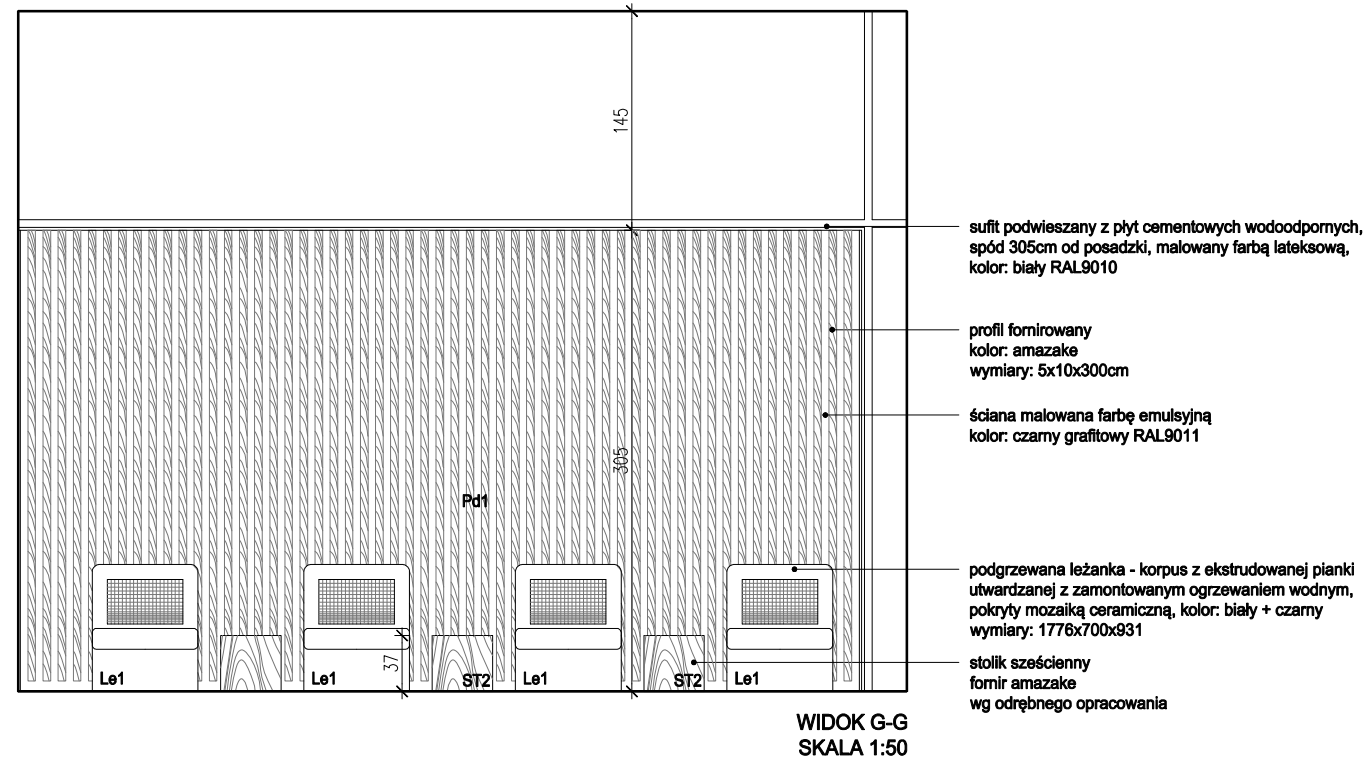 145
sufit podwieszany z płyt cementowych wodoodpornych,
spód 305cm od posadzki, malowany farbą lateksową,
kolor: biały RAL9010
profil fornirowany
kolor: amazake
wymiary: 5x10x300cm
ściana malowana farbę emulsyjną
kolor: czarny grafitowy RAL9011
305
Pd1
podgrzewana leżanka - korpus z ekstrudowanej pianki
utwardzanej z zamontowanym ogrzewaniem wodnym,
pokryty mozaiką ceramiczną, kolor: biały + czarny
wymiary: 1776x700x931
37
Le1 Le1 ST2 Le1 ST2 Le1
stolik sześcienny
fornir amazake
wg odrębnego opracowania
WIDOK G-G
SKALA 1:50